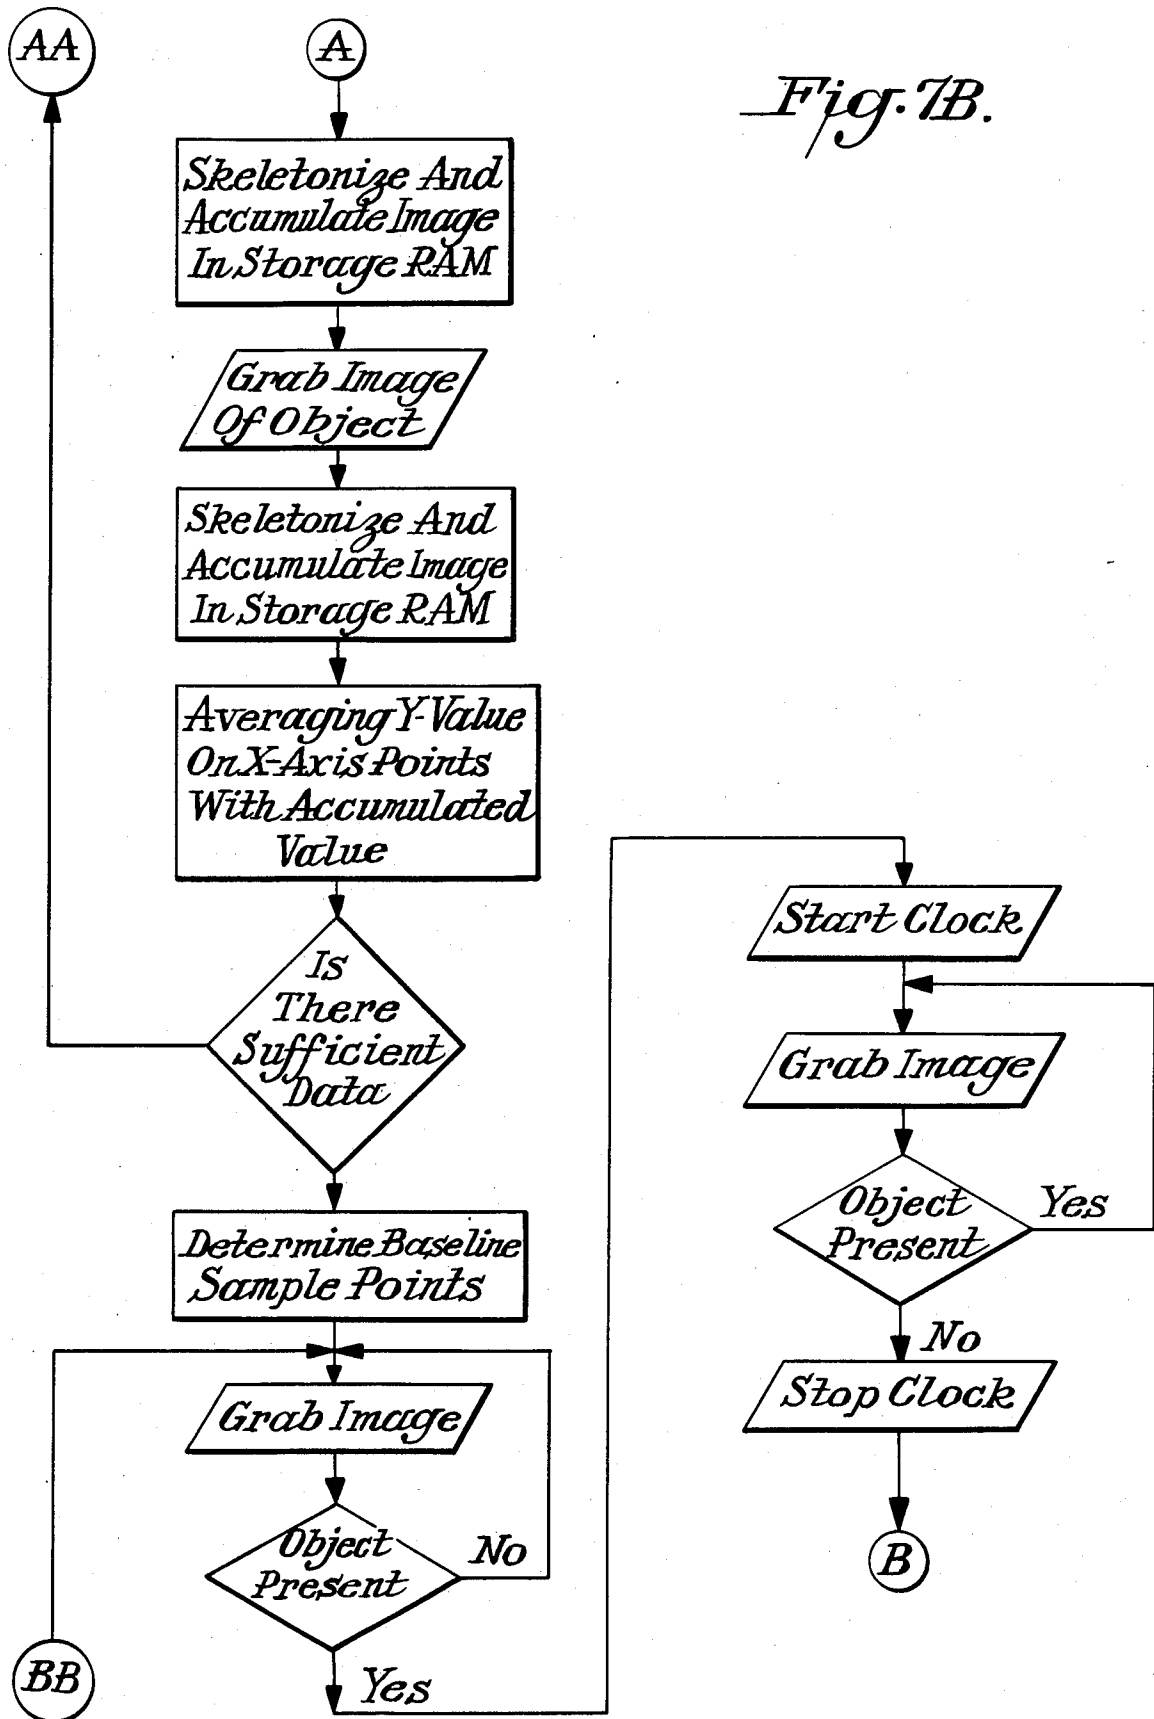 AA
A
Fig. 7B.
Skeletonize And
Accumulate Image
In Storage RAM
Grab Image
Of Object
Skeletonize And
Accumulate Image
In Storage RAM
Averaging Y-Value
On X-Axis Points
With Accumulated
Value
Is
There
Sufficient
Data
Determine Baseline
Sample Points
Grab Image
Object
Present
No
Yes
BB
Start Clock
Grab Image
Object
Present
Yes
No
Stop Clock
B